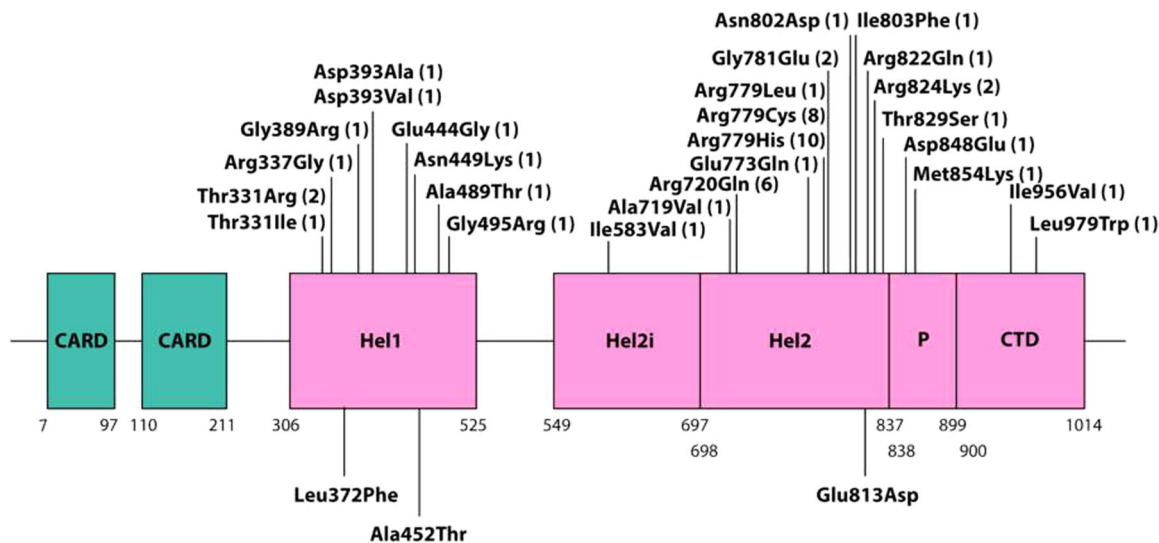 Asn802Asp (1) Ile803Phe (1)
Gly781Glu (2) Arg822Gln (1)
Asp393Ala (1)
Arg779Leu (1) Arg824Lys (2)
Asp393Val (1)
Arg779Cys (8) Thr829Ser (1)
Gly389Arg (1) Glu444Gly (1)
Arg779His (10) Asp848Glu (1)
Arg337Gly (1) Asn449Lys (1)
Glu773Gln (1) Met854Lys (1)
Thr331Arg (2) Ala489Thr (1)
Arg720Gln (6) Ile956Val (1)
Ala719Val (1)
Thr331Ile (1) Gly495Arg (1)
Ile583Val (1) Leu979Trp (1)
CARD CARD Hel1 Hel2i Hel2 P CTD
7 97 110 211 306 525 549 697 837 899 1014
698 838 900
Leu372Phe Glu813Asp
Ala452Thr